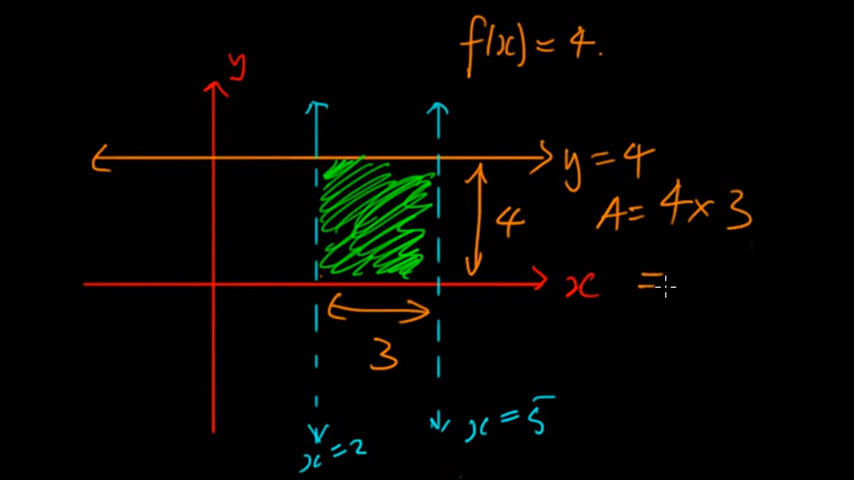 f(x) = 4.
y
y = 4
A = 4 x 3
4
x
=
3
x = 5
x = 2